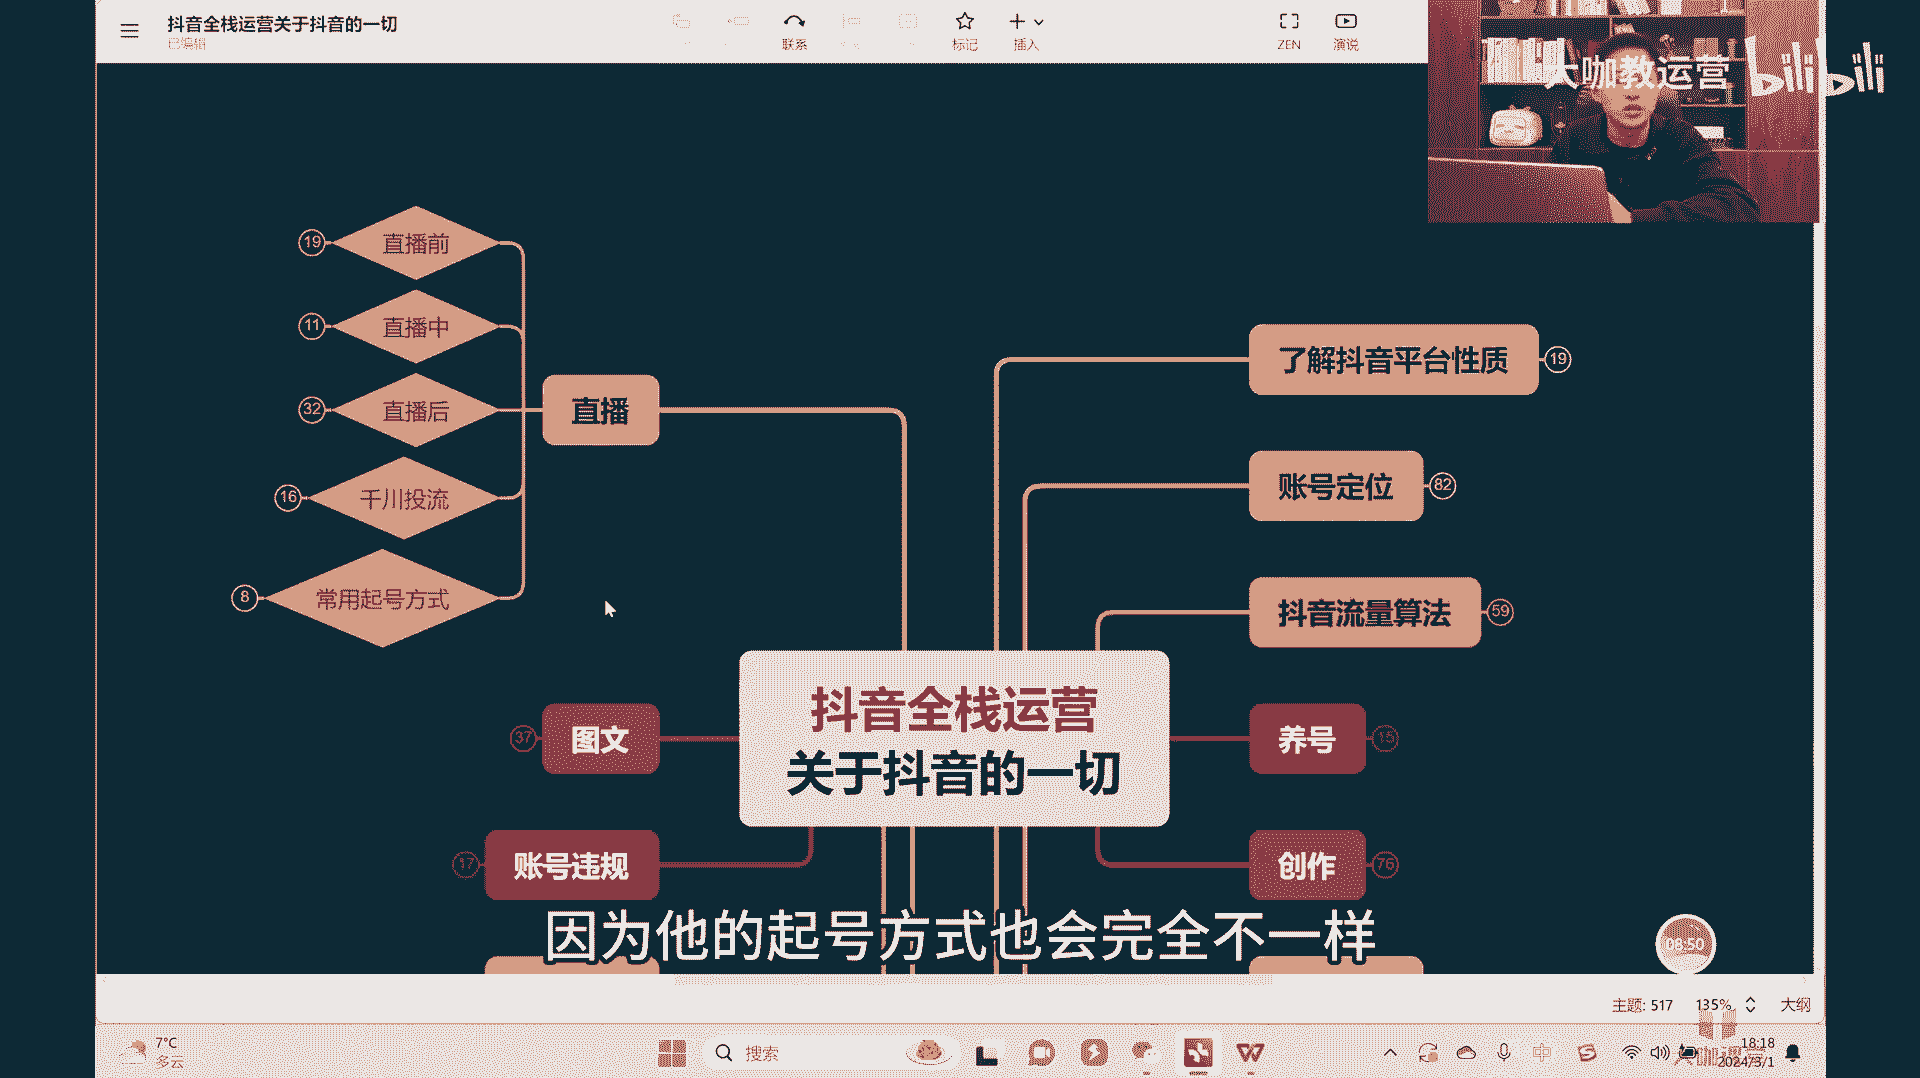 抖音全栈运营关于抖音的一切
已编辑
联系
标记
插入
ZEN
演说
大咖教运营
bilibili
19
直播前
11
直播中
32
直播后
16
千川投流
8
常用起号方式
直播
了解抖音平台性质
19
账号定位
82
抖音流量算法
59
抖音全栈运营
关于抖音的一切
37
图文
养号
15
17
账号违规
创作
76
因为他的起号方式也会完全不一样
08:50
主题: 517
135%
大纲
7°C
多云
搜索
中
18:18
2024/3/1